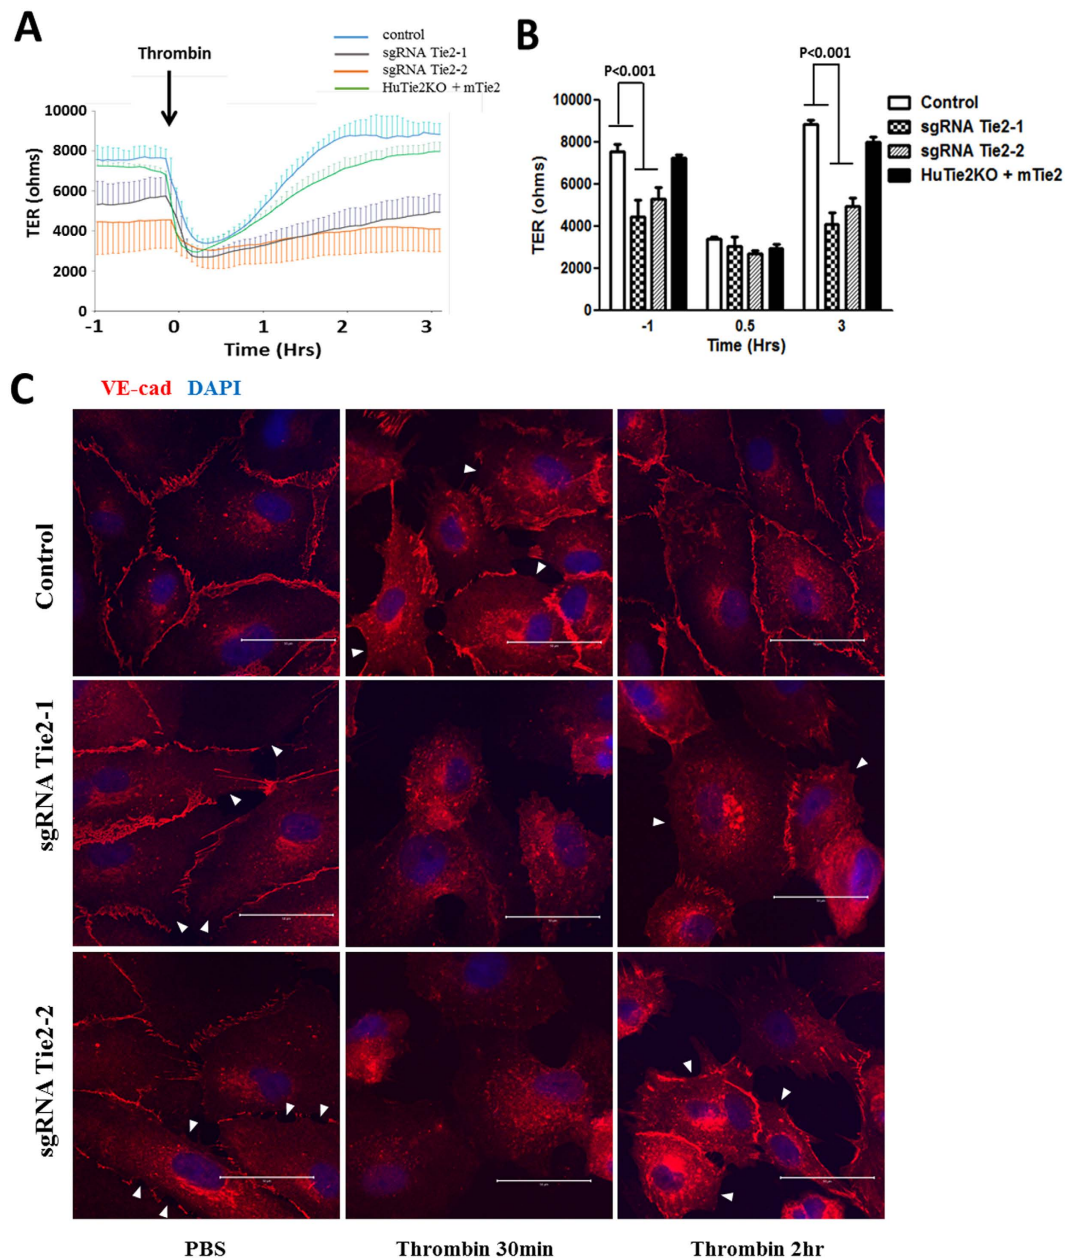 A
Thrombin
control
sgRNA Tie2-1
sgRNA Tie2-2
HuTie2KO + mTie2
TER (ohms)
10000
8000
6000
4000
2000
0
-1 0 1 2 3
Time (Hrs)
B
P<0.001
P<0.001
Control
sgRNA Tie2-1
sgRNA Tie2-2
HuTie2KO + mTie2
TER (ohms)
10000
8000
6000
4000
2000
0
-1 0.5 3
Time (Hrs)
C
VE-cad DAPI
Control
sgRNA Tie2-1
sgRNA Tie2-2
PBS Thrombin 30min Thrombin 2hr